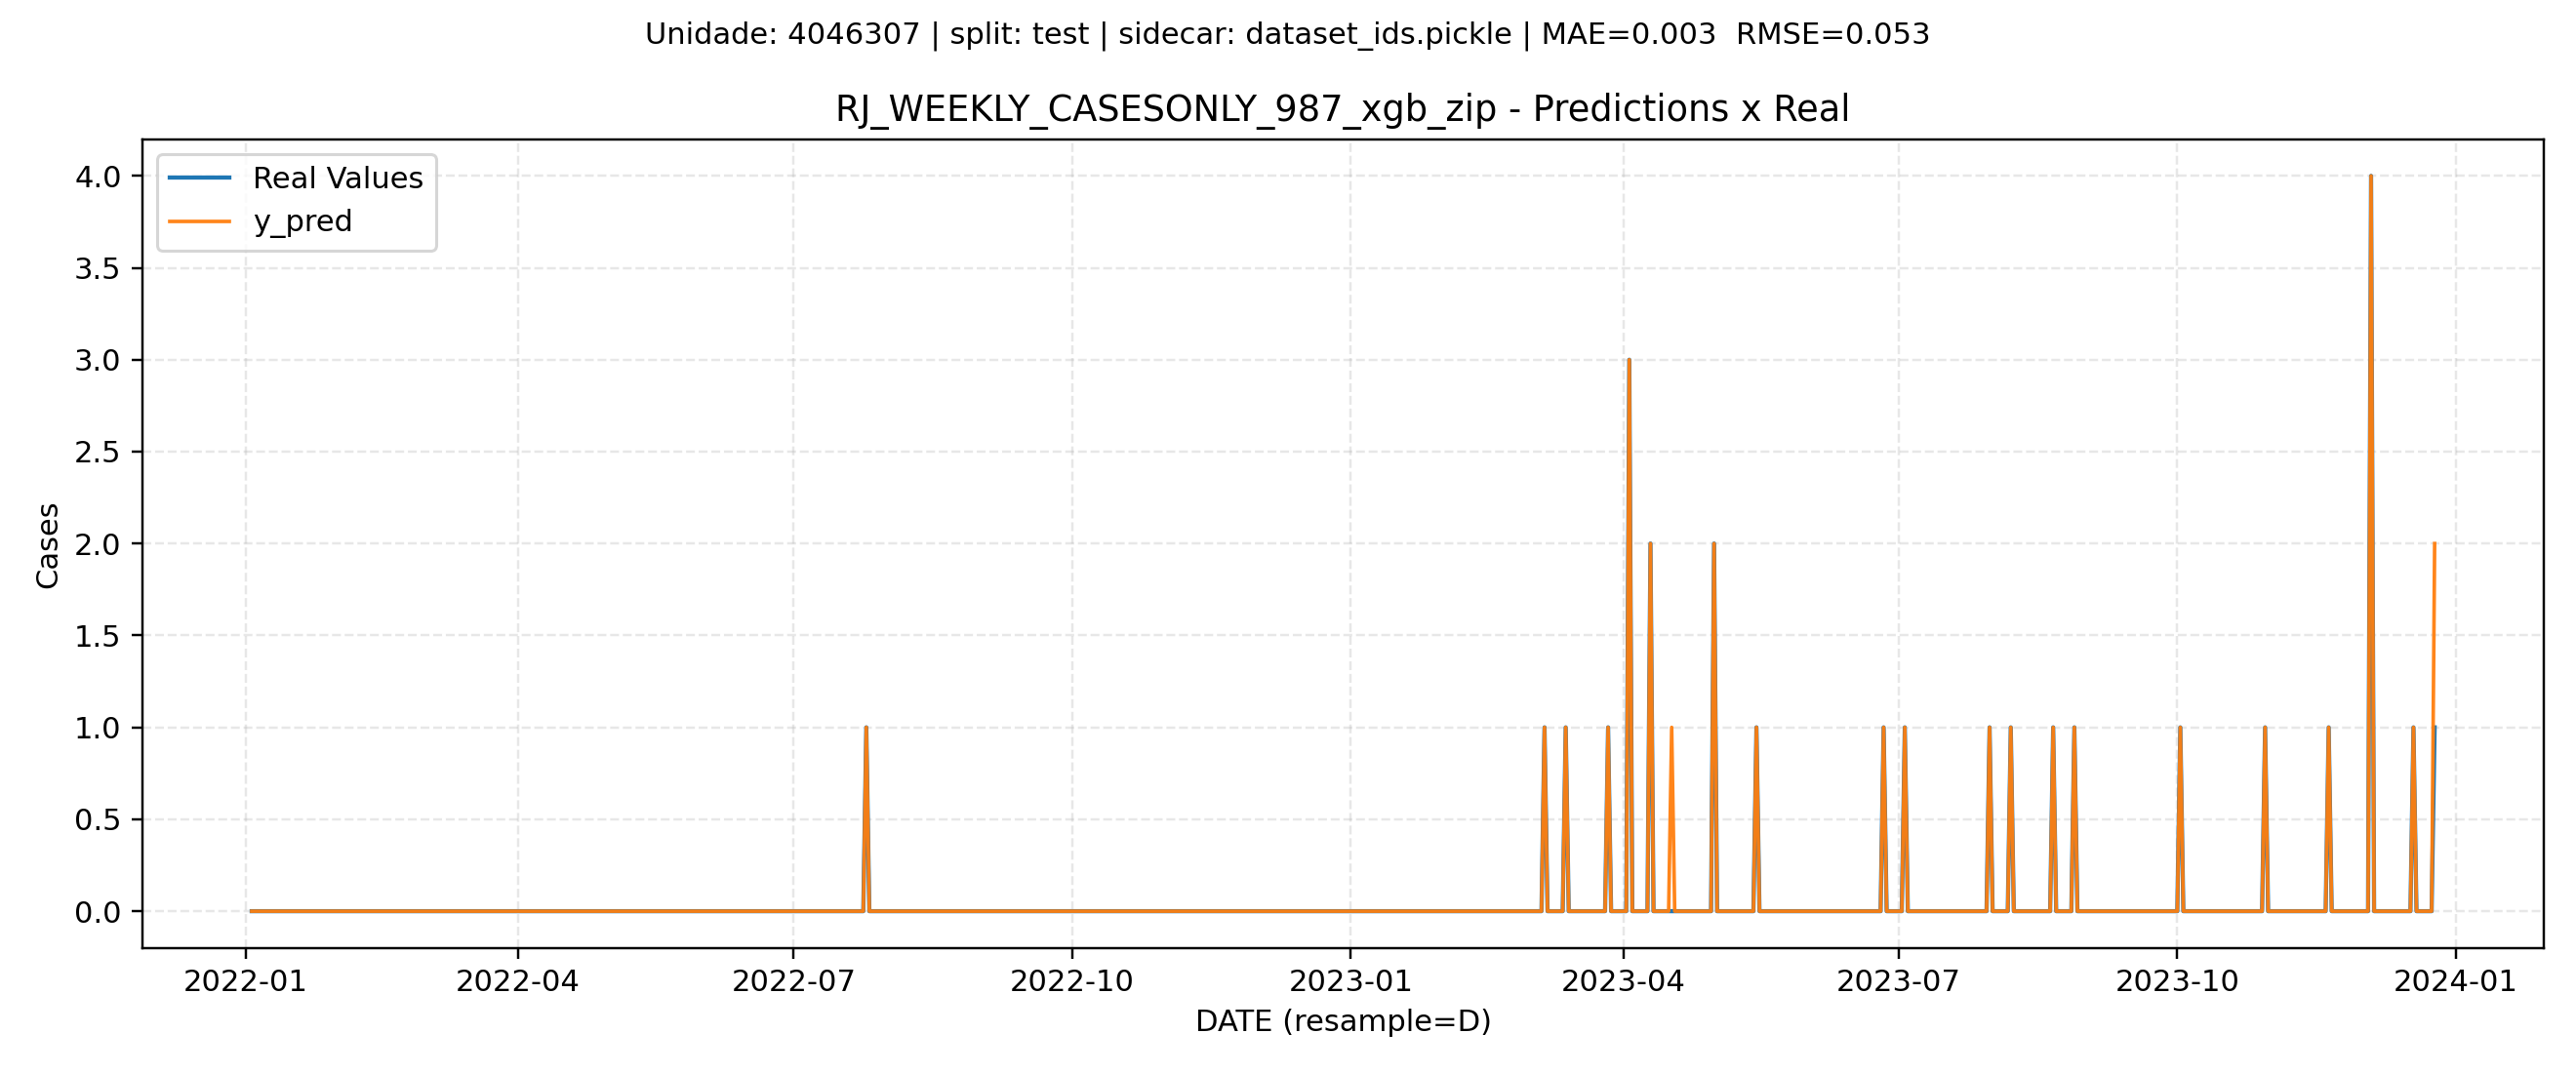 Unidade: 4046307 | split: test | sidecar: dataset_ids.pickle | MAE=0.003  RMSE=0.053
RJ_WEEKLY_CASESONLY_987_xgb_zip - Predictions x Real
Real Values
y_pred
4.0
3.5
3.0
2.5
2.0
1.5
1.0
0.5
0.0
Cases
2022-01 2022-04 2022-07 2022-10 2023-01 2023-04 2023-07 2023-10 2024-01
DATE (resample=D)